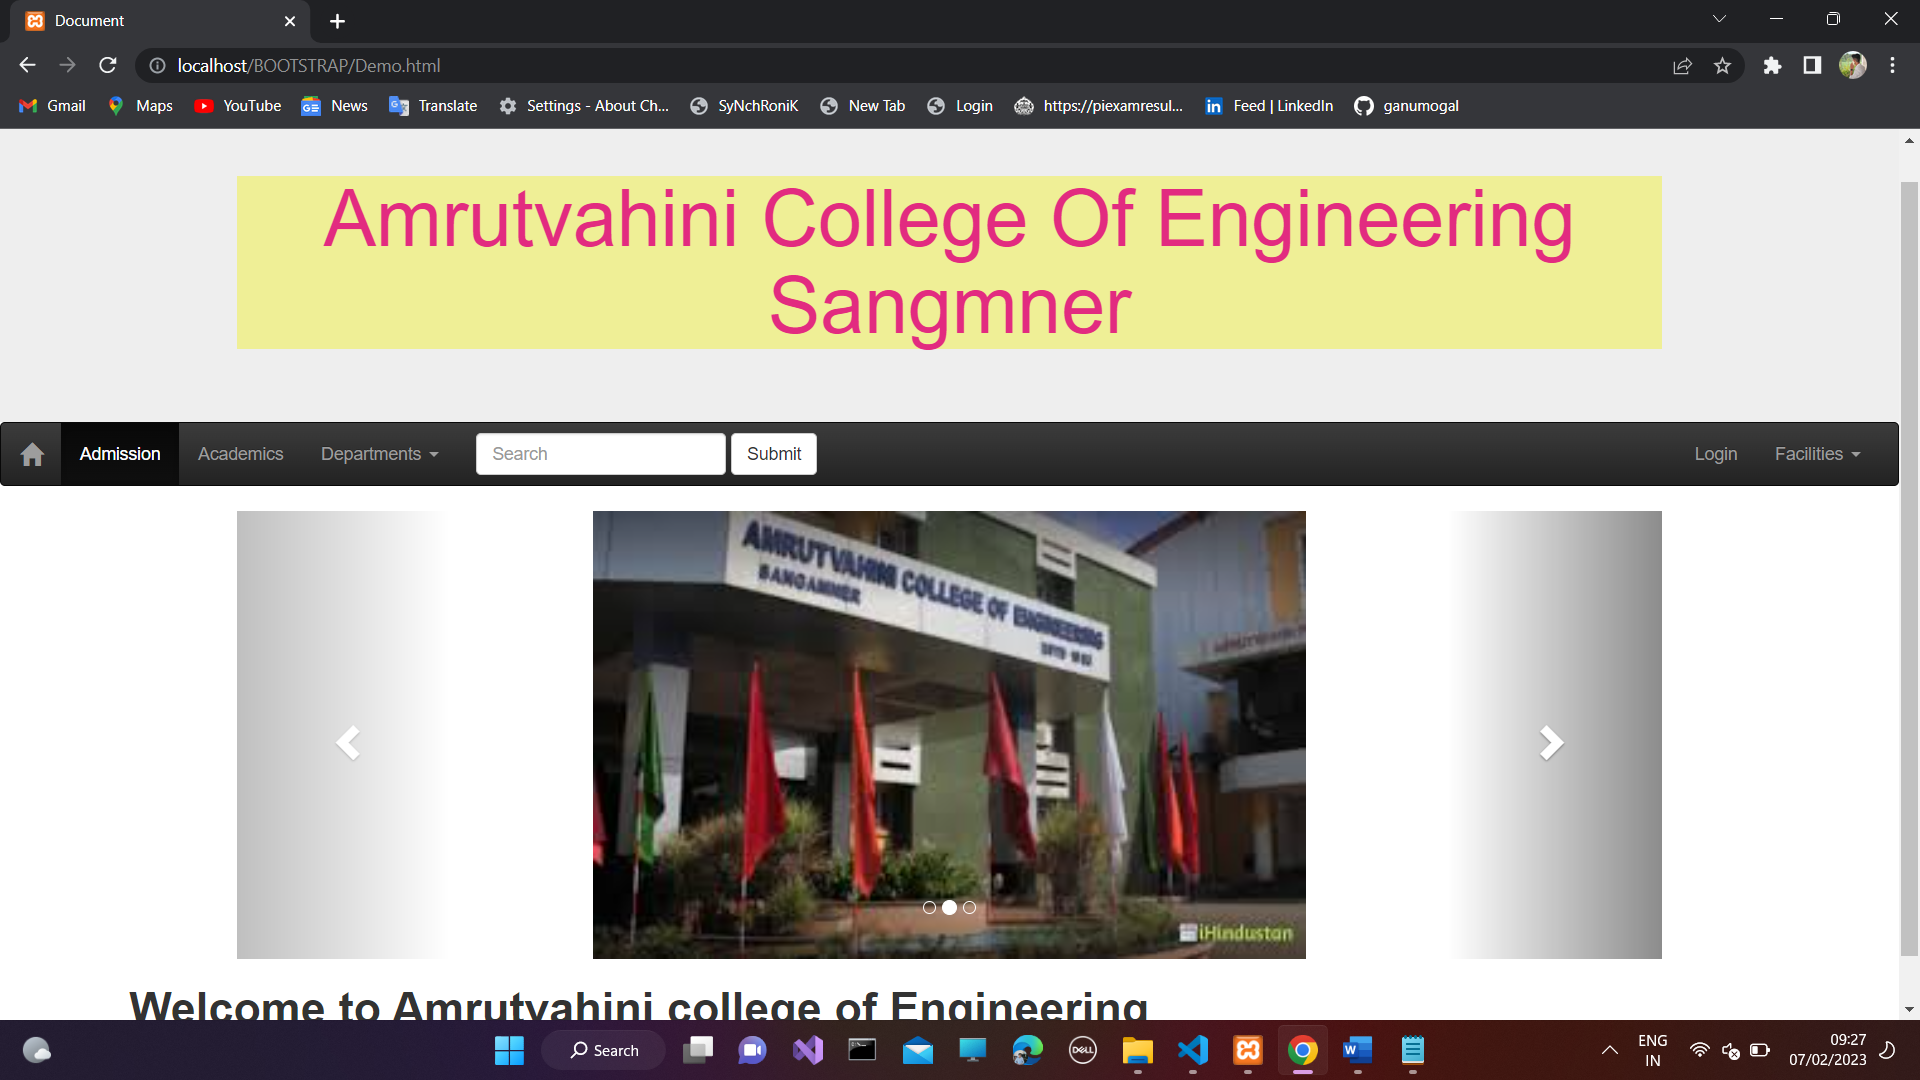 Document
localhost/BOOTSTRAP/Demo.html
Gmail Maps YouTube News Translate Settings - About Ch... SyNchRoniK New Tab Login https://piexamresul... Feed | LinkedIn ganumogal
Amrutvahini College Of Engineering
Sangmner
Admission Academics Departments Search Submit Login Facilities
AMRUTVAHINI COLLEGE OF ENGINEERING
SANGAMNER
iHindustan
Welcome to Amrutvahini college of Engineering
Search
DELL
ENG
IN
09:27
07/02/2023